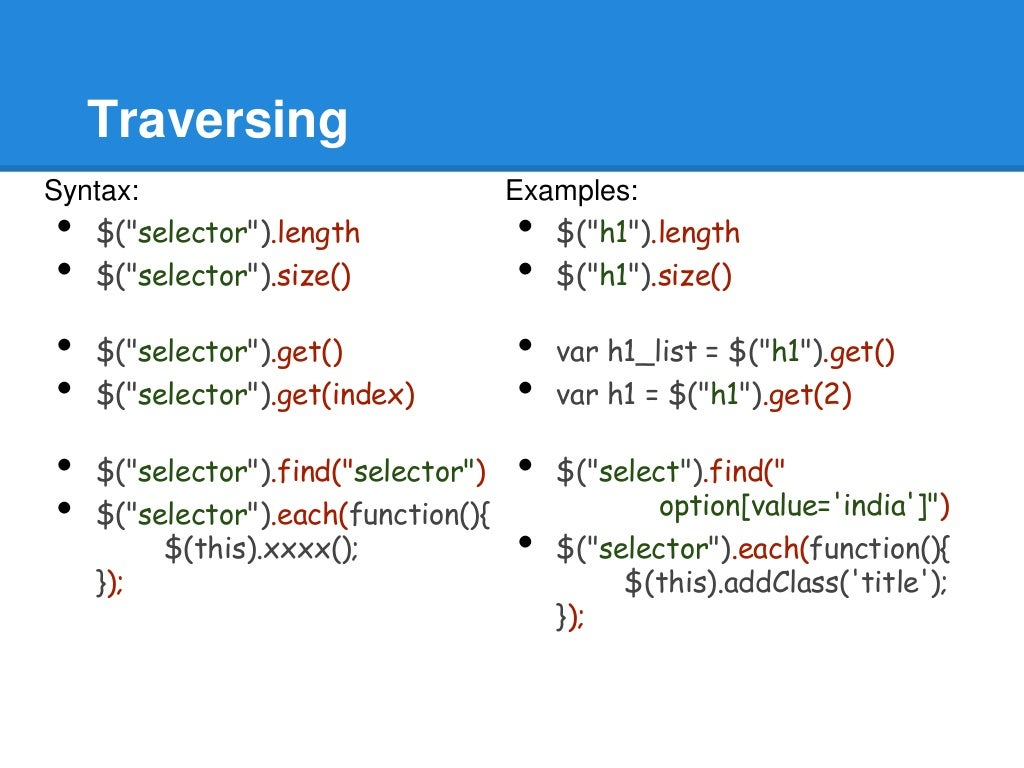 Traversing
Syntax:
• $("selector").length
• $("selector").size()
• $("selector").get()
• $("selector").get(index)
• $("selector").find("selector")
• $("selector").each(function(){
$(this).xxxx();
});
Examples:
• $("h1").length
• $("h1").size()
• var h1_list = $("h1").get()
• var h1 = $("h1").get(2)
• $("select").find("
option[value='india']")
• $("selector").each(function(){
$(this).addClass('title');
});